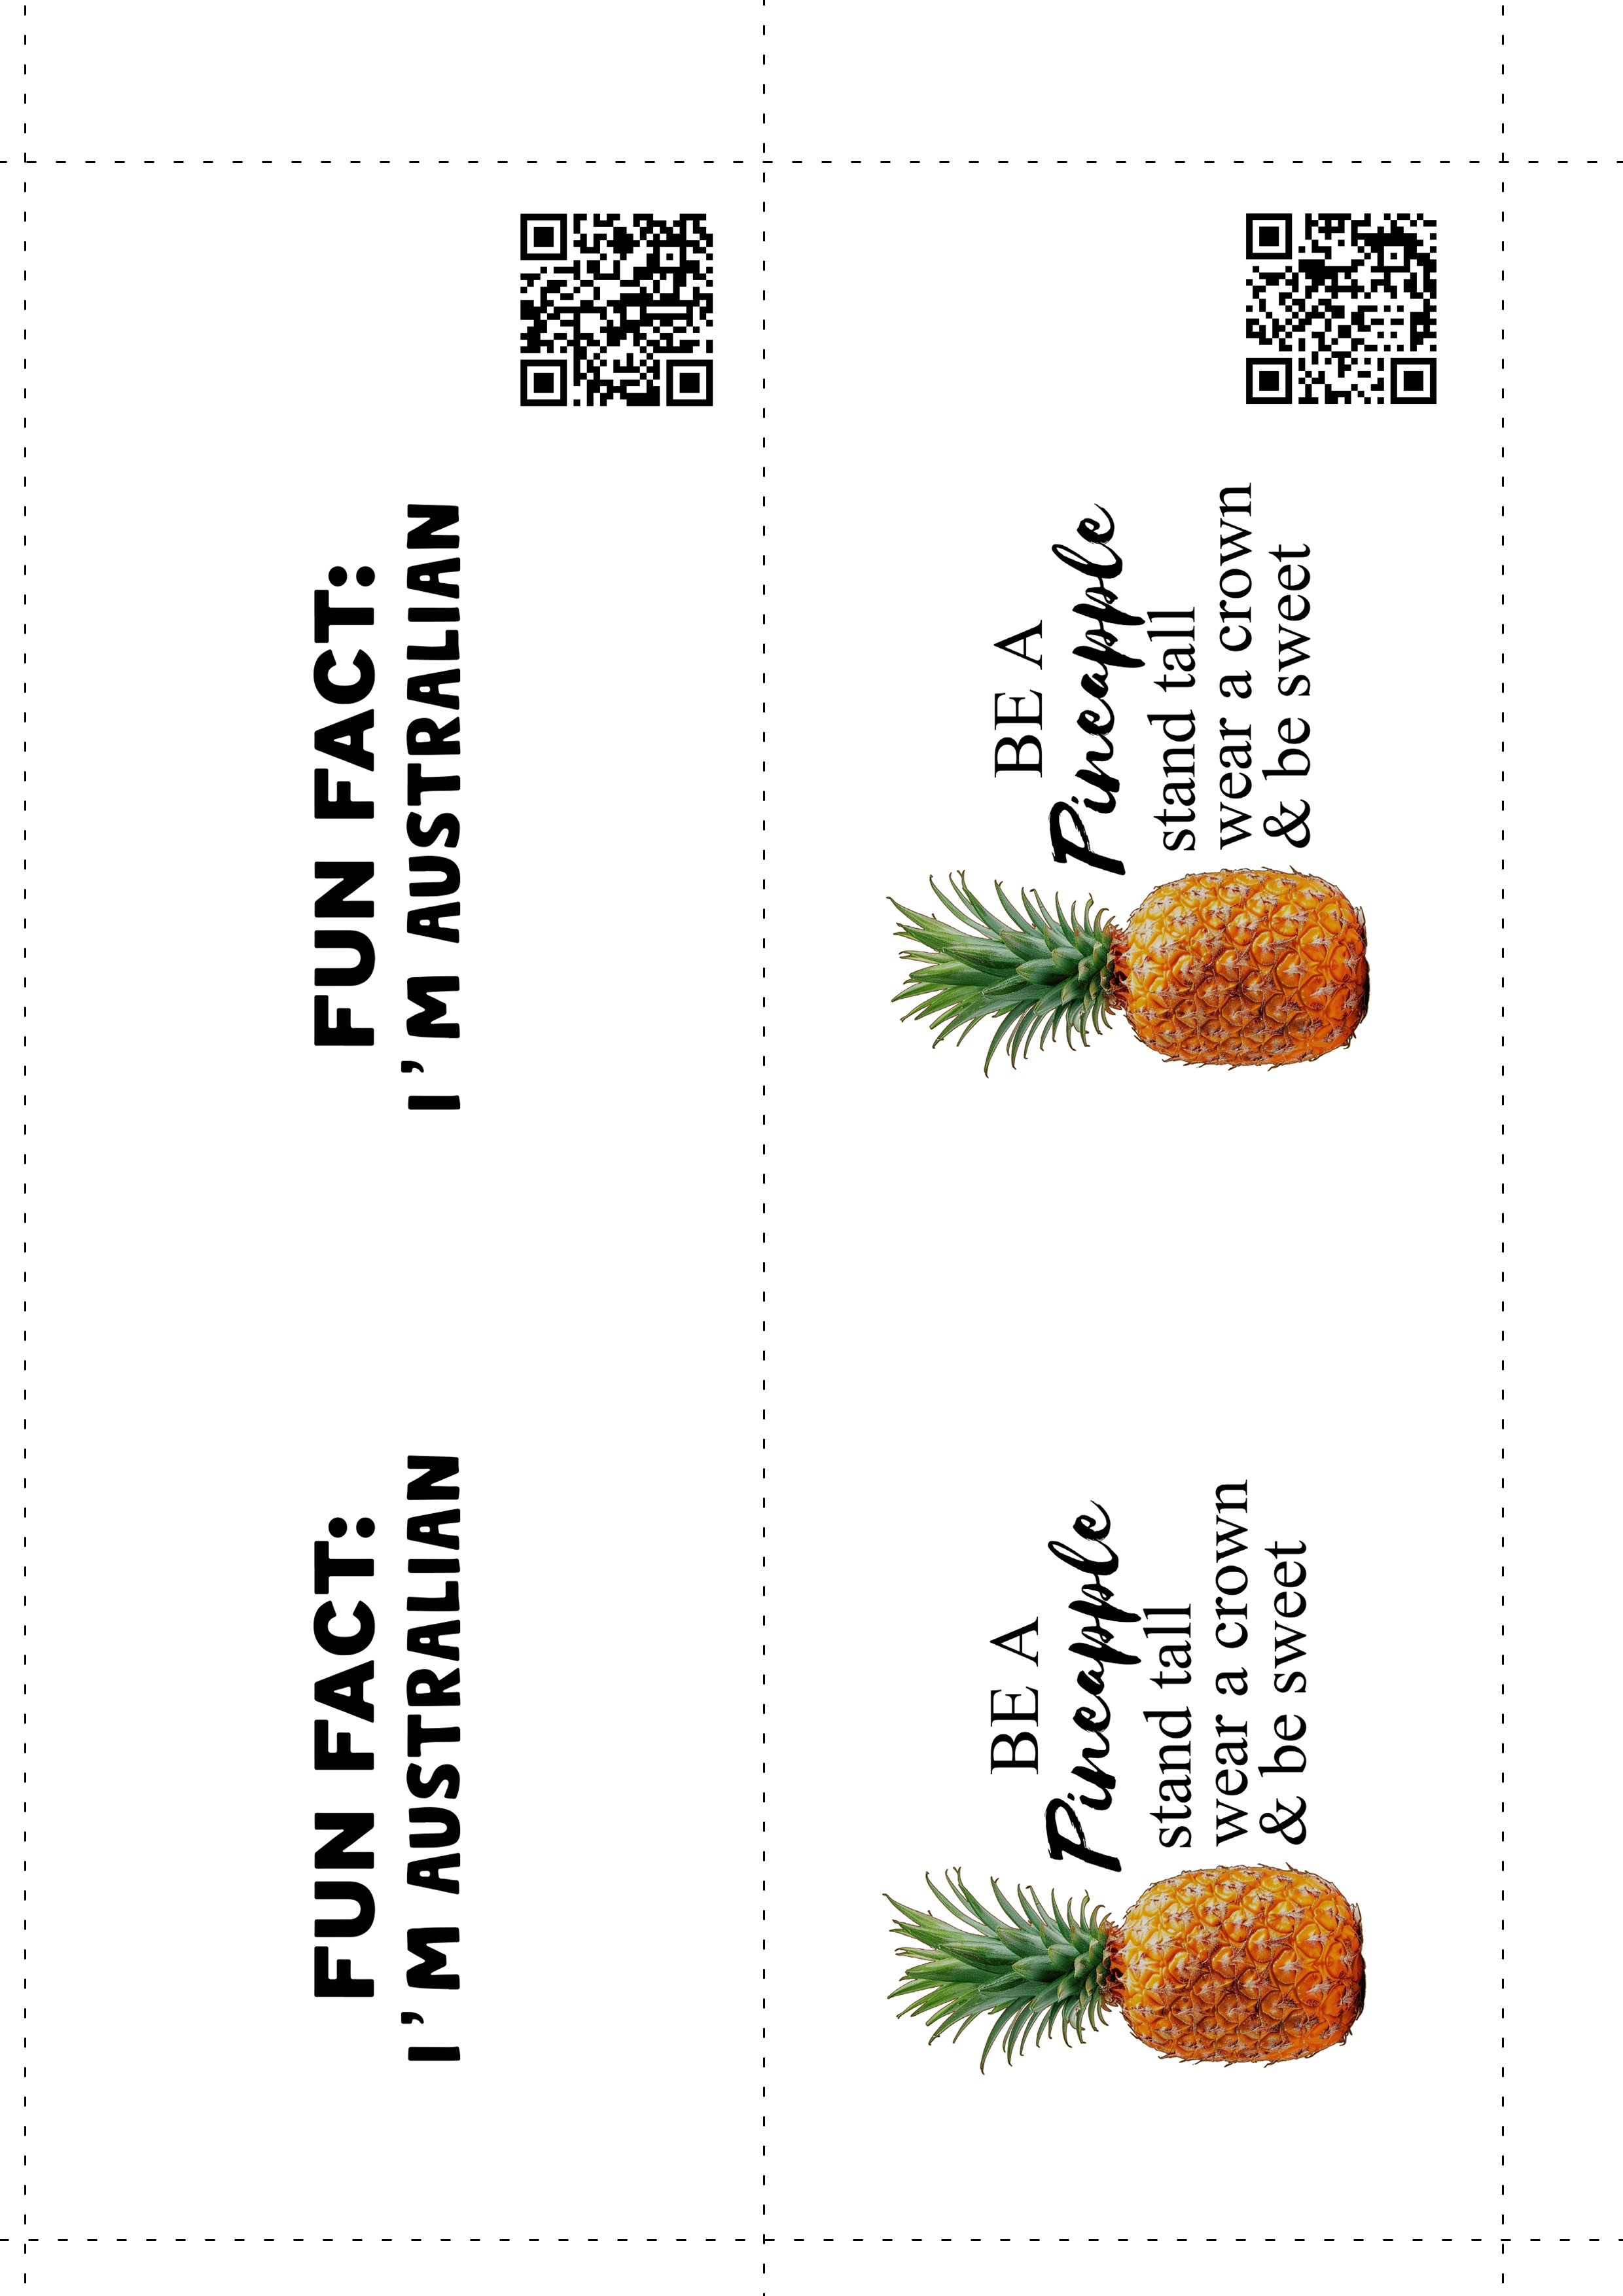 FUN FACT:
I'M AUSTRALIAN
FUN FACT:
I'M AUSTRALIAN
BE A
Pineapple
stand tall
wear a crown
& be sweet
BE A
Pineapple
stand tall
wear a crown
& be sweet